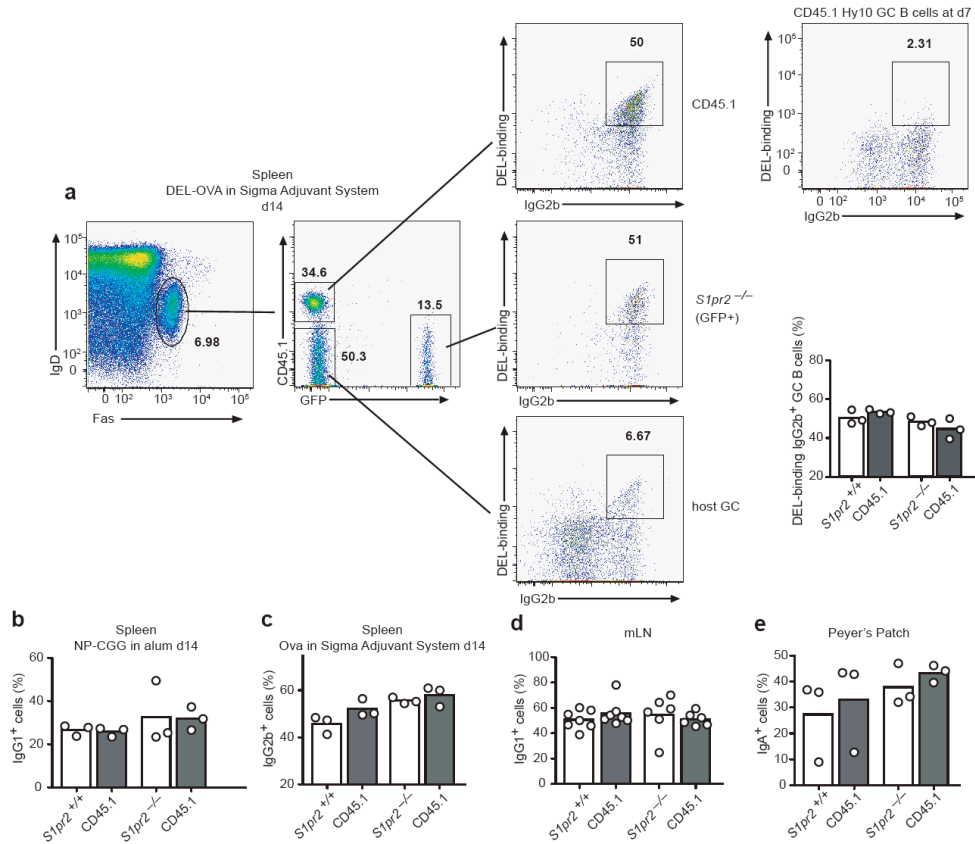 CD45.1 Hy10 GC B cells at d7
50
2.31
10⁵
10⁴
10³
10²
0
DEL-binding
CD45.1
DEL-binding
0 10² 10³ 10⁴ 10⁵
IgG2b
IgG2b
a
Spleen
DEL-OVA in Sigma Adjuvant System
d14
10⁵
10⁴
10³
10²
0
IgD
6.98
0 10² 10³ 10⁴ 10⁵
Fas
34.6
13.5
50.3
CD45.1
GFP
51
DEL-binding
S1pr2 –/–
(GFP+)
IgG2b
6.67
DEL-binding
host GC
IgG2b
DEL-binding IgG2b⁺ GC B cells (%)
80
60
40
20
S1pr2 +/+
CD45.1
S1pr2 –/–
CD45.1
b
Spleen
NP-CGG in alum d14
IgG1⁺ cells (%)
60
40
20
0
S1pr2 +/+
CD45.1
S1pr2 –/–
CD45.1
c
Spleen
Ova in Sigma Adjuvant System d14
IgG2b⁺ cells (%)
60
40
20
S1pr2 +/+
CD45.1
S1pr2 –/–
CD45.1
d
mLN
IgG1⁺ cells (%)
100
80
60
40
20
0
S1pr2 +/+
CD45.1
S1pr2 –/–
CD45.1
e
Peyer's Patch
IgA⁺ cells (%)
50
40
30
20
10
0
S1pr2 +/+
CD45.1
S1pr2 –/–
CD45.1